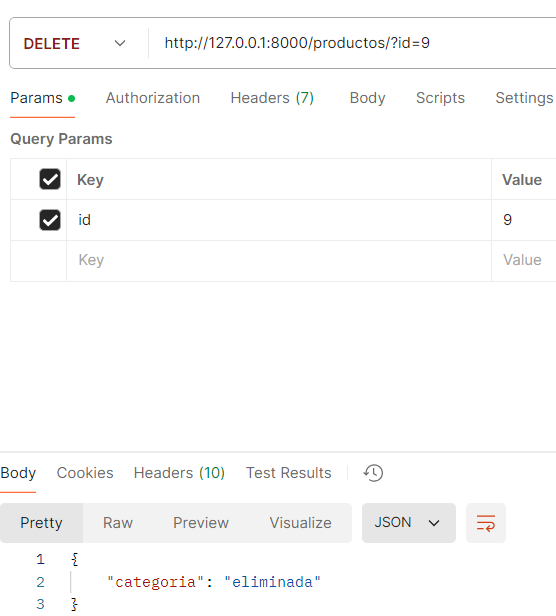 DELETE http://127.0.0.1:8000/productos/?id=9
Params Authorization Headers (7) Body Scripts Settings
Query Params
Key Value
id 9
Key Value
Body Cookies Headers (10) Test Results
Pretty Raw Preview Visualize JSON
1 {
2 "categoria": "eliminada"
3 }